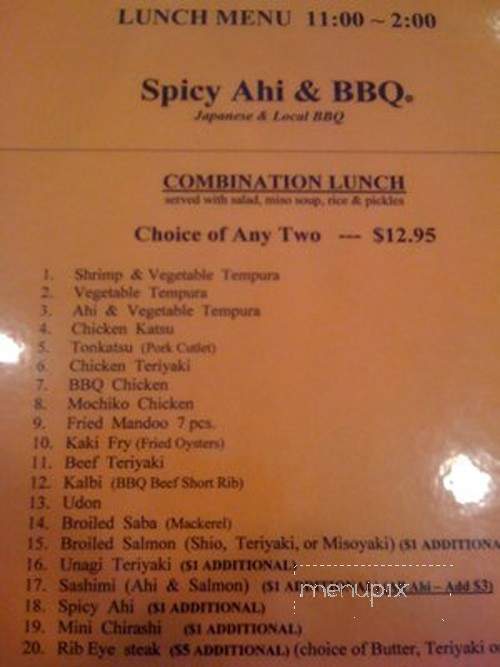 LUNCH MENU 11:00 ~ 2:00
Spicy Ahi & BBQ
Japanese & Local BBQ
COMBINATION LUNCH
served with salad, miso soup, rice & pickles
Choice of Any Two --- $12.95
1. Shrimp & Vegetable Tempura
2. Vegetable Tempura
3. Ahi & Vegetable Tempura
4. Chicken Katsu
5. Tonkatsu (Pork Cutlet)
6. Chicken Teriyaki
7. BBQ Chicken
8. Mochiko Chicken
9. Fried Mandoo 7 pcs.
10. Kaki Fry (Fried Oysters)
11. Beef Teriyaki
12. Kalbi (BBQ Beef Short Rib)
13. Udon
14. Broiled Saba (Mackerel)
15. Broiled Salmon (Shio, Teriyaki, or Misoyaki) ($1 ADDITIONA
16. Unagi Teriyaki ($1 ADDITIONAL)
17. Sashimi (Ahi & Salmon) ($1 Ahi – Add $3)
menupix
18. Spicy Ahi ($1 ADDITIONAL)
19. Mini Chirashi ($1 ADDITIONAL)
20. Rib Eye steak ($5 ADDITIONAL) (choice of Butter, Teriyaki o